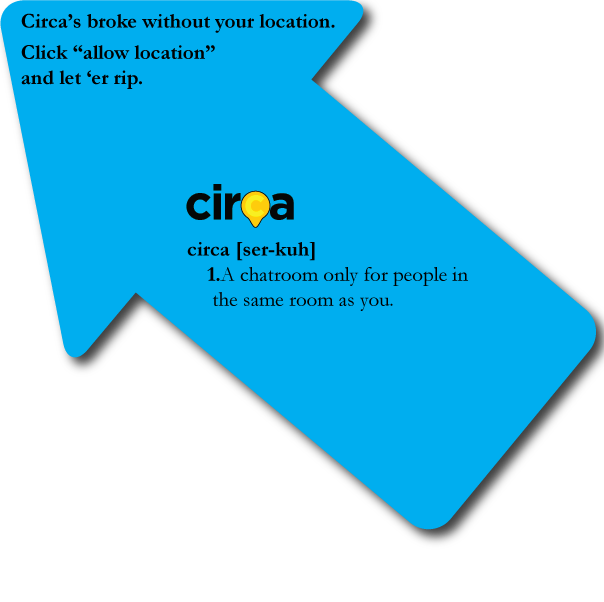 Circa’s broke without your location.
Click “allow location”
and let ‘er rip.
circa
circa [ser-kuh]
1.A chatroom only for people in
the same room as you.